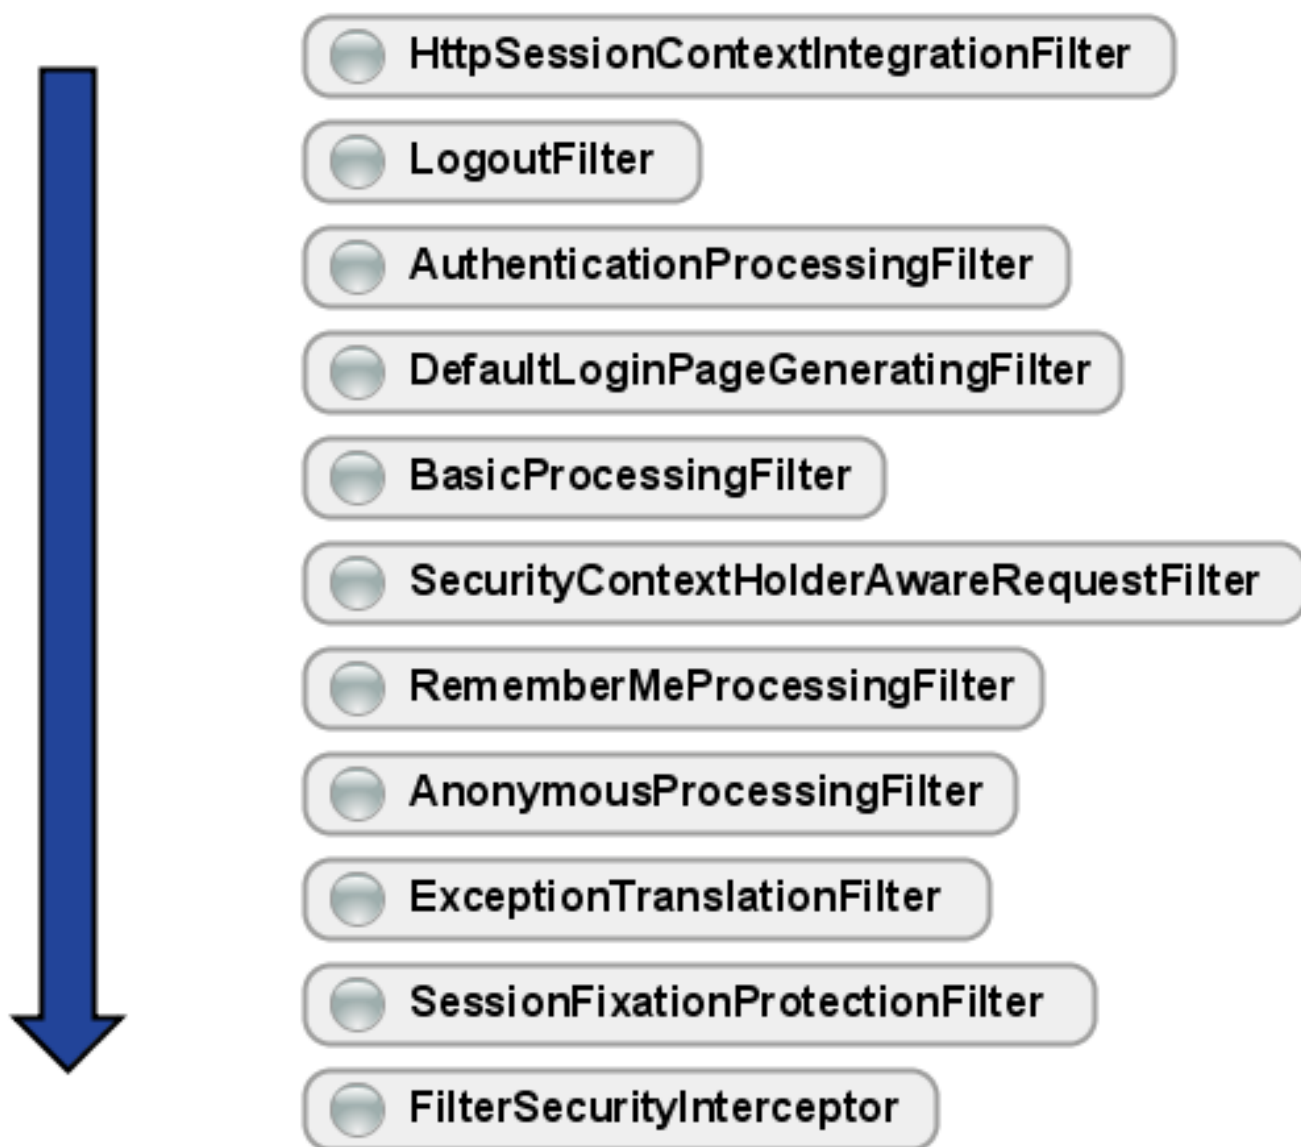 HttpSessionContextIntegrationFilter
LogoutFilter
AuthenticationProcessingFilter
DefaultLoginPageGeneratingFilter
BasicProcessingFilter
SecurityContextHolderAwareRequestFilter
RememberMeProcessingFilter
AnonymousProcessingFilter
ExceptionTranslationFilter
SessionFixationProtectionFilter
FilterSecurityInterceptor